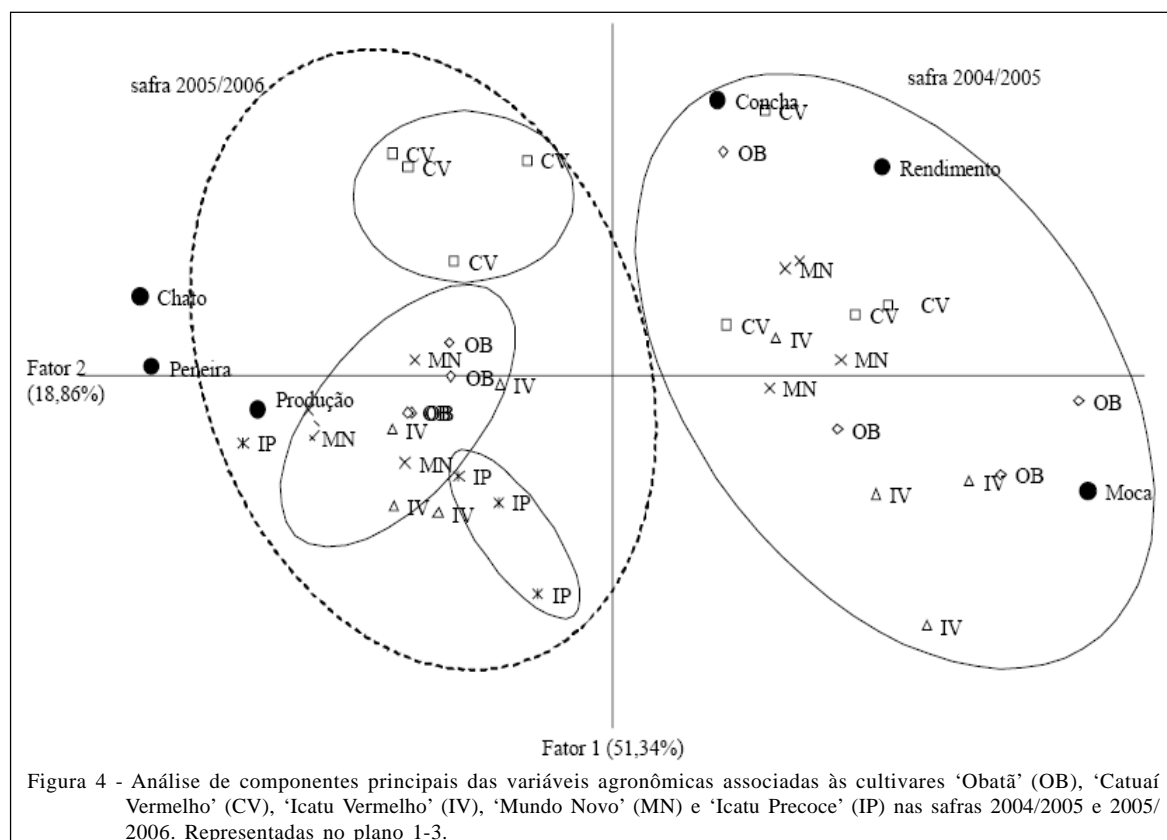 safra 2005/2006
safra 2004/2005
Concha
CV
OB
Rendimento
CV
CV
CV
CV
MN
Chato
CV
CV
CV
IV
Peneira
OB
MN
MN
Fator 2
(18,86%)
OB
IV
MN
Produção
OB
OB
OB
IP
MN
IV
OB
MN
IP
IV
OB
IP
IV
Moca
IV
IV
IP
IV
Fator 1 (51,34%)
Figura 4 - Análise de componentes principais das variáveis agronômicas associadas às cultivares ‘Obatã’ (OB), ‘Catuaí
Vermelho’ (CV), ‘Icatu Vermelho’ (IV), ‘Mundo Novo’ (MN) e ‘Icatu Precoce’ (IP) nas safras 2004/2005 e 2005/
2006. Representadas no plano 1-3.